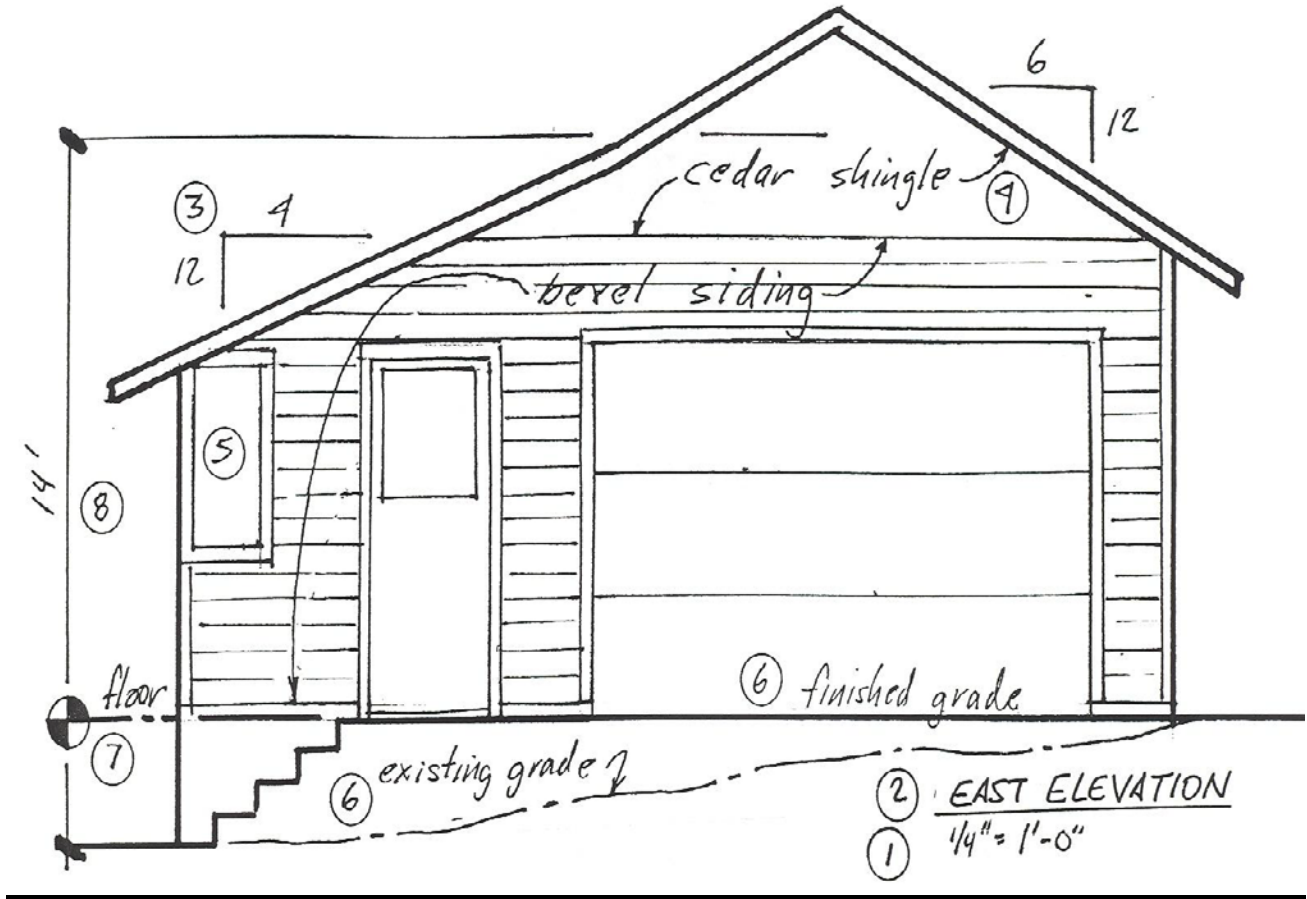 6
12
cedar shingle
4
3
4
12
bevel siding
5
14'
8
floor
6 finished grade
7
6 existing grade
2 EAST ELEVATION
1 1/4" = 1'-0"